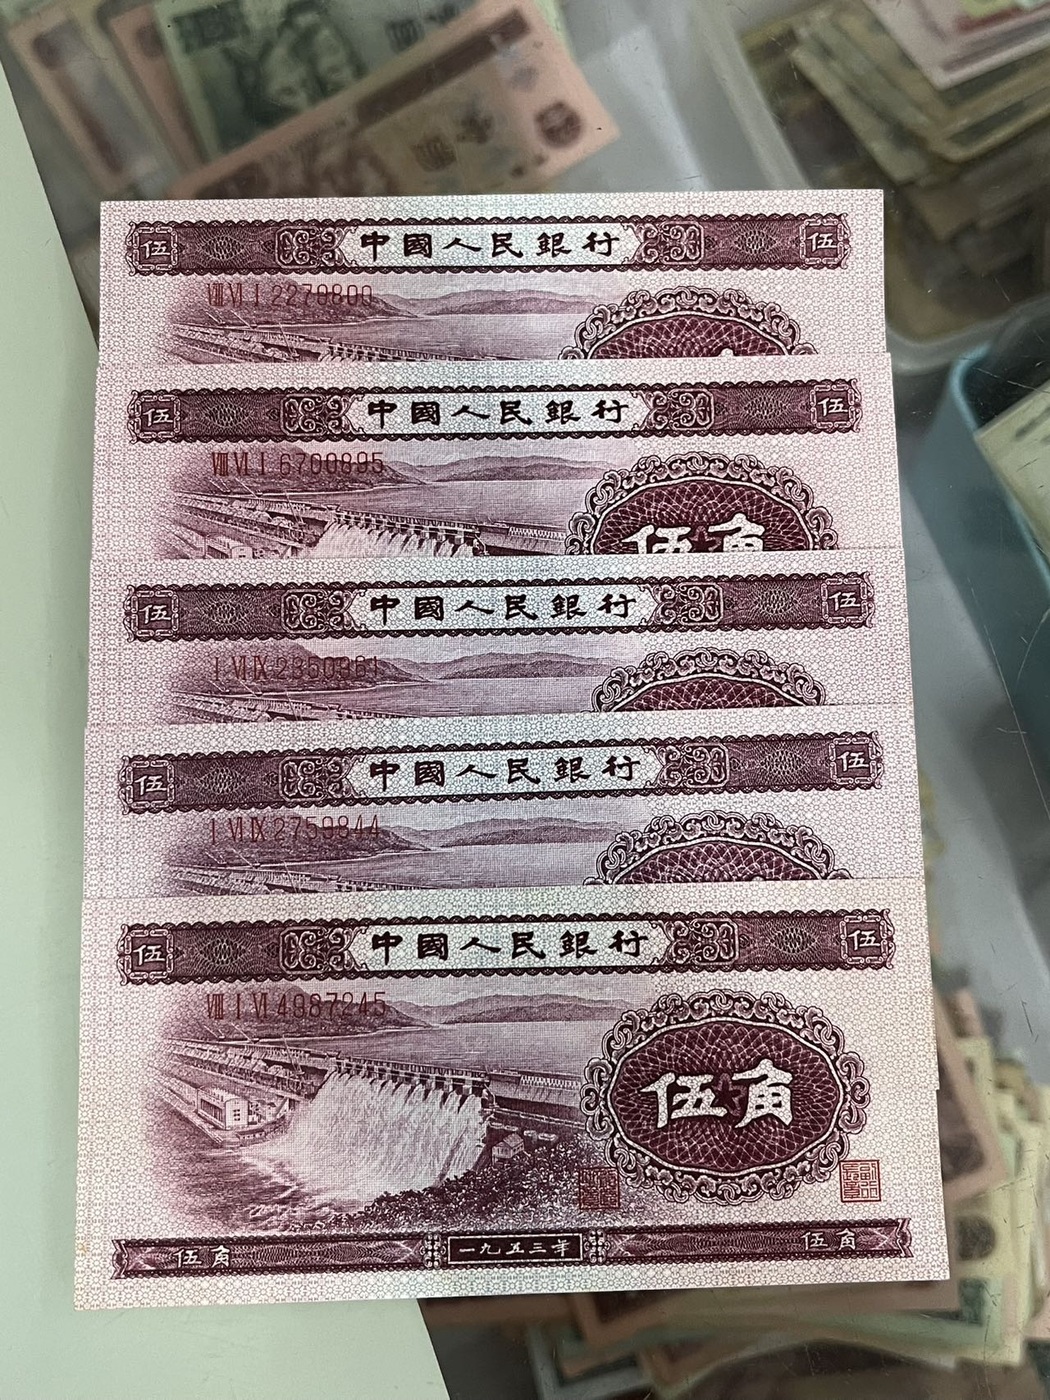 伍 中國人民銀行 伍
VIII VI I 2270800
伍 中國人民銀行 伍
VIII VI I 6700895
伍角
伍 中國人民銀行 伍
I VI IX 2350361
伍 中國人民銀行 伍
I VI IX 2759844
伍 中國人民銀行 伍
VIII I VI 4987245
伍角
伍角 一九五三年 伍角